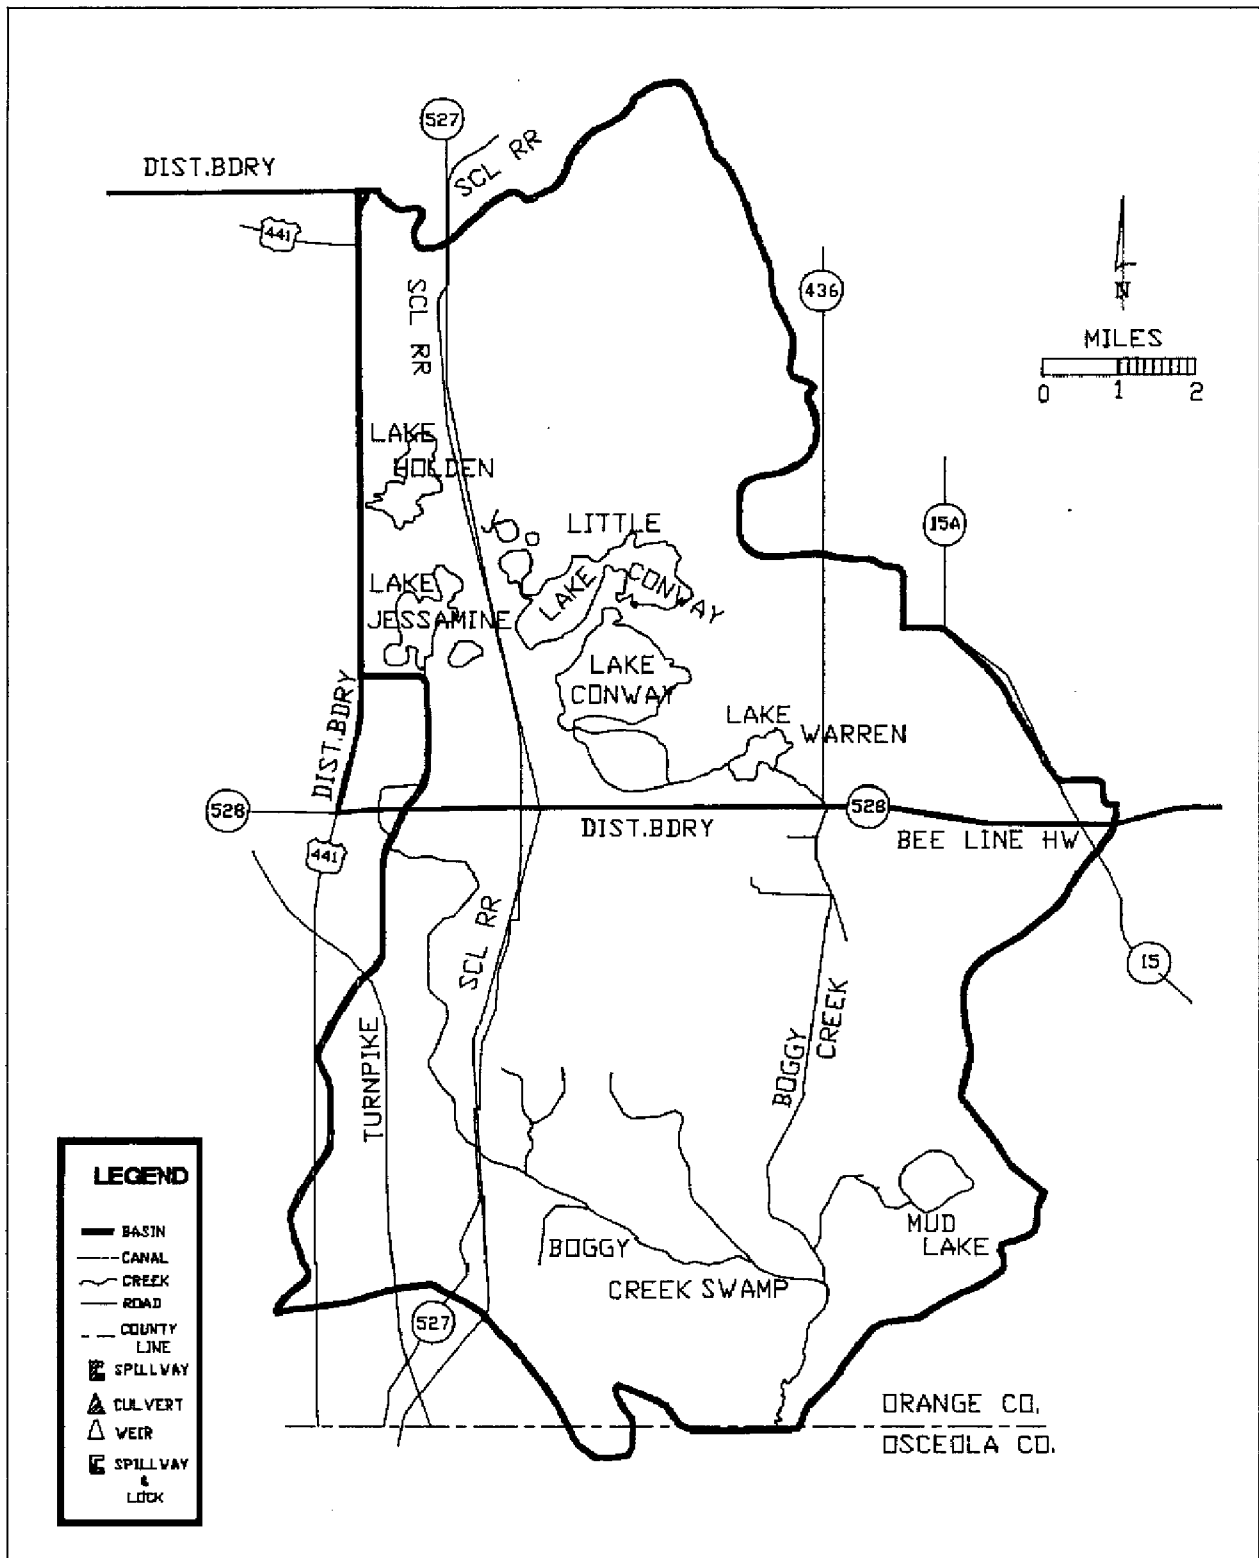 527
SCL RR
DIST.BDRY
441
SCL RR
436
N
MILES
0 1 2
LAKE
HOLDEN
15A
LITTLE
LAKE
CONWAY
LAKE
JESSAMINE
LAKE
CONWAY
DIST.BDRY
LAKE
WARREN
528
528
DIST.BDRY
BEE LINE HW
441
SCL RR
15
BOGGY
CREEK
TURNPIKE
MUD
LAKE
BOGGY
CREEK SWAMP
527
ORANGE CO.
OSCEOLA CO.
LEGEND
BASIN
CANAL
CREEK
ROAD
COUNTY
LINE
SPILLWAY
CULVERT
WEIR
SPILLWAY
&
LOCK